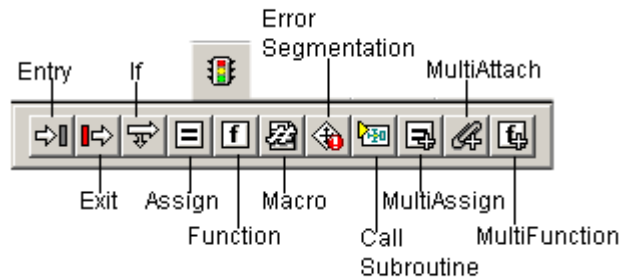 Error
Segmentation
Entry
If
MultiAttach
f
f
Exit
Assign
Macro
MultiAssign
Function
Call
Subroutine
MultiFunction